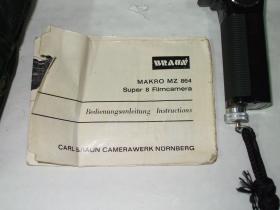 BRAUN
MAKRO MZ 864
Super 8 Filmcamera
Bedienungsanleitung Instructions
CARL BRAUN CAMERAWERK NÜRNBERG